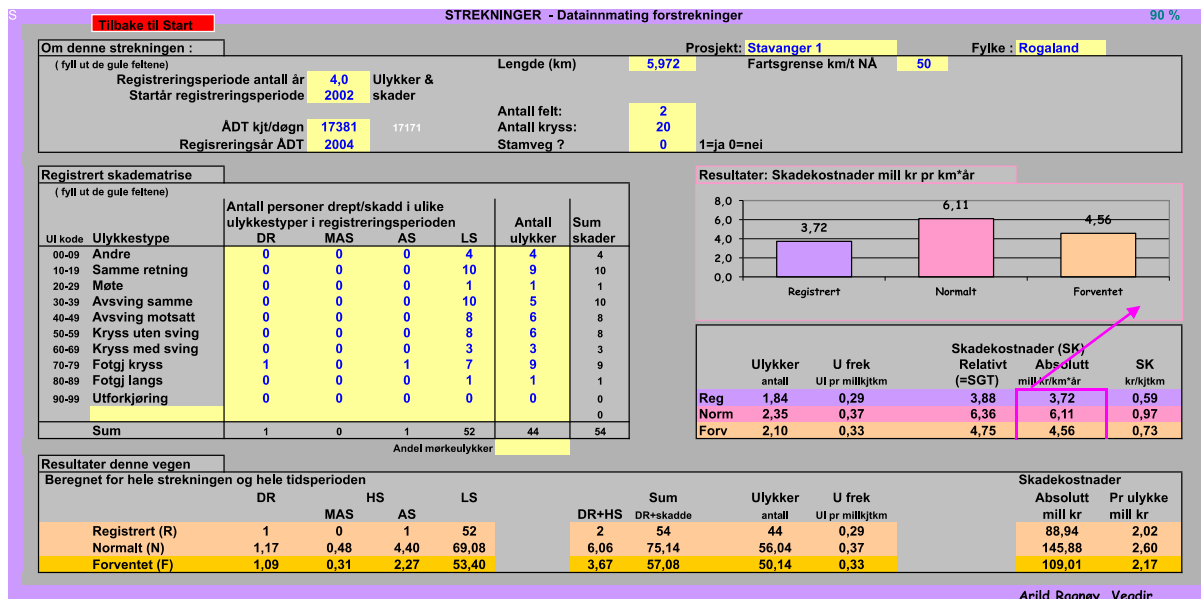 S STREKNINGER - Datainnmating forstrekninger 90 %
Tilbake til Start
Om denne strekningen : Prosjekt: Stavanger 1 Fylke : Rogaland
( fyll ut de gule feltene) Lengde (km) 5,972 Fartsgrense km/t NÅ 50
Registreringsperiode antall år 4,0 Ulykker &
Startår registreringsperiode 2002 skader
Antall felt: 2
ÅDT kjt/døgn 17381 17171 Antall kryss: 20
Regisreringsår ÅDT 2004 Stamveg ? 0 1=ja 0=nei
Registrert skadematrise
( fyll ut de gule feltene)
Antall personer drept/skadd i ulike
ulykkestyper i registreringsperioden Antall Sum
Ul kode Ulykkestype DR MAS AS LS ulykker skader
00-09 Andre 0 0 0 4 4 4
10-19 Samme retning 0 0 0 10 9 10
20-29 Møte 0 0 0 1 1 1
30-39 Avsving samme 0 0 0 10 5 10
40-49 Avsving motsatt 0 0 0 8 6 8
50-59 Kryss uten sving 0 0 0 8 6 8
60-69 Kryss med sving 0 0 0 3 3 3
70-79 Fotgj kryss 1 0 1 7 9 9
80-89 Fotgj langs 0 0 0 1 1 1
90-99 Utforkjøring 0 0 0 0 0 0
0
Sum 1 0 1 52 44 54
Andel mørkeulykker
Resultater: Skadekostnader mill kr pr km*år
8,0
6,0
4,0
2,0
0,0
3,72 6,11 4,56
Registrert Normalt Forventet
Skadekostnader (SK)
Ulykker U frek Relativt Absolutt SK
antall Ul pr millkjtkm (=SGT) mill kr/km*år kr/kjtkm
Reg 1,84 0,29 3,88 3,72 0,59
Norm 2,35 0,37 6,36 6,11 0,97
Forv 2,10 0,33 4,75 4,56 0,73
Resultater denne vegen
Beregnet for hele strekningen og hele tidsperioden Skadekostnader
DR HS LS Sum Ulykker U frek Absolutt Pr ulykke
MAS AS DR+HS DR+skadde antall Ul pr millkjtkm mill kr mill kr
Registrert (R) 1 0 1 52 2 54 44 0,29 88,94 2,02
Normalt (N) 1,17 0,48 4,40 69,08 6,06 75,14 56,04 0,37 145,88 2,60
Forventet (F) 1,09 0,31 2,27 53,40 3,67 57,08 50,14 0,33 109,01 2,17
Arild Ragnøy Vegdir